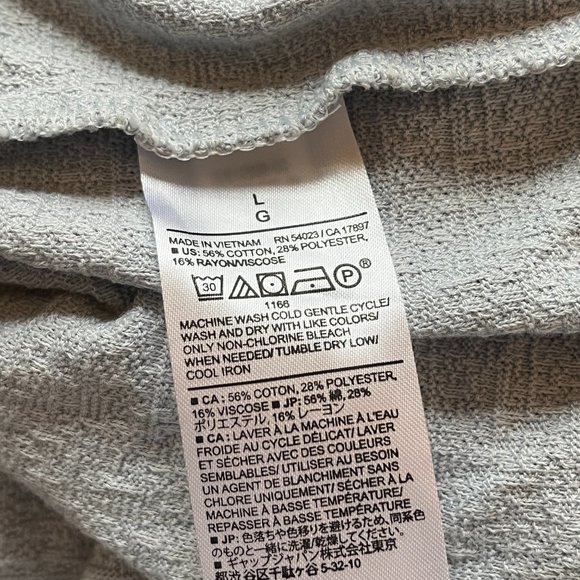 L
G
MADE IN VIETNAM RN 54023 / CA 17897
■ US: 56% COTTON, 28% POLYESTER,
16% RAYON/VISCOSE
30 P ®
1166
MACHINE WASH COLD GENTLE CYCLE/
WASH AND DRY WITH LIKE COLORS/
ONLY NON-CHLORINE BLEACH
WHEN NEEDED/ TUMBLE DRY LOW/
COOL IRON
■ CA: 56% COTON, 28% POLYESTER,
16% VISCOSE ■ JP: 56% 綿, 28%
ポリエステル, 16% レーヨン
■ CA: LAVER À LA MACHINE À L'EAU
FROIDE AU CYCLE DÉLICAT/ LAVER
ET SÉCHER AVEC DES COULEURS
SEMBLABLES/ UTILISER AU BESOIN
UN AGENT DE BLANCHIMENT SANS
CHLORE UNIQUEMENT/ SÉCHER À LA
MACHINE À BASSE TEMPÉRATURE/
REPASSER À BASSE TEMPÉRATURE
■ JP: 色落ちや色移りを避けるため、同系色
のものと一緒に洗濯/乾燥してください
■ ギャップジャパン株式会社東京
都渋谷区千駄ヶ谷 5-32-10